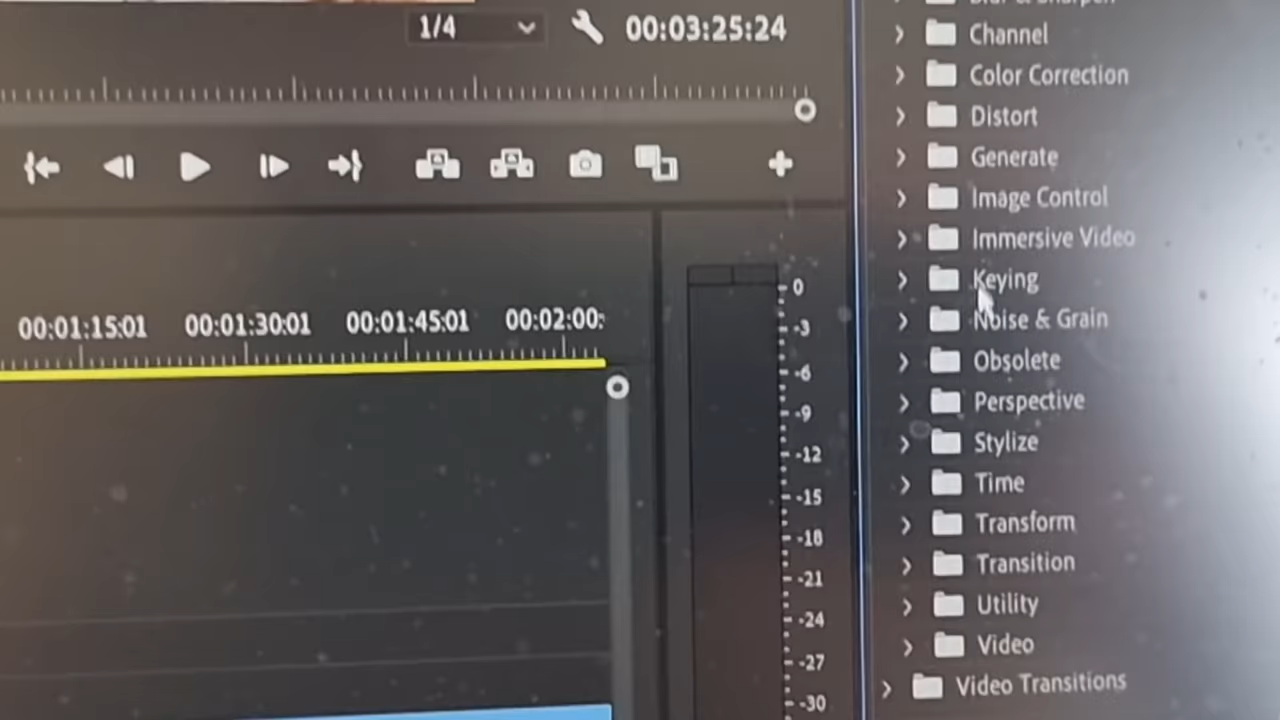 1/4
00:03:25:24
Channel
Color Correction
Distort
Generate
Image Control
Immersive Video
Keying
Noise & Grain
Obsolete
Perspective
Stylize
Time
Transform
Transition
Utility
Video
Video Transitions
00:01:15:01 00:01:30:01 00:01:45:01 00:02:00:
0
-3
-6
-9
-12
-15
-18
-21
-24
-27
-30